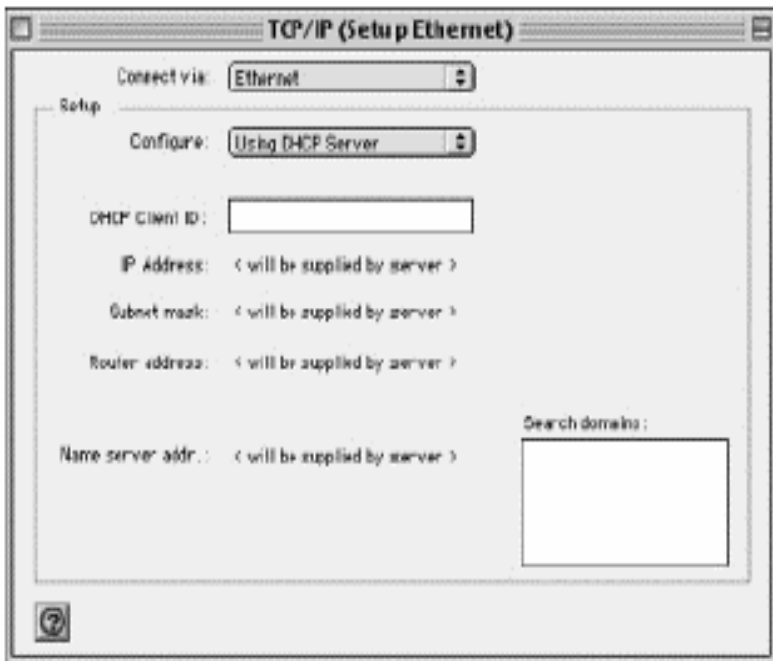 TCP/IP (Setup Ethernet)
Connect via: Ethernet
Setup
Configure: Using DHCP Server
DHCP Client ID:
IP Address: < will be supplied by server >
Subnet mask: < will be supplied by server >
Router address: < will be supplied by server >
Search domains:
Name server addr.: < will be supplied by server >
?